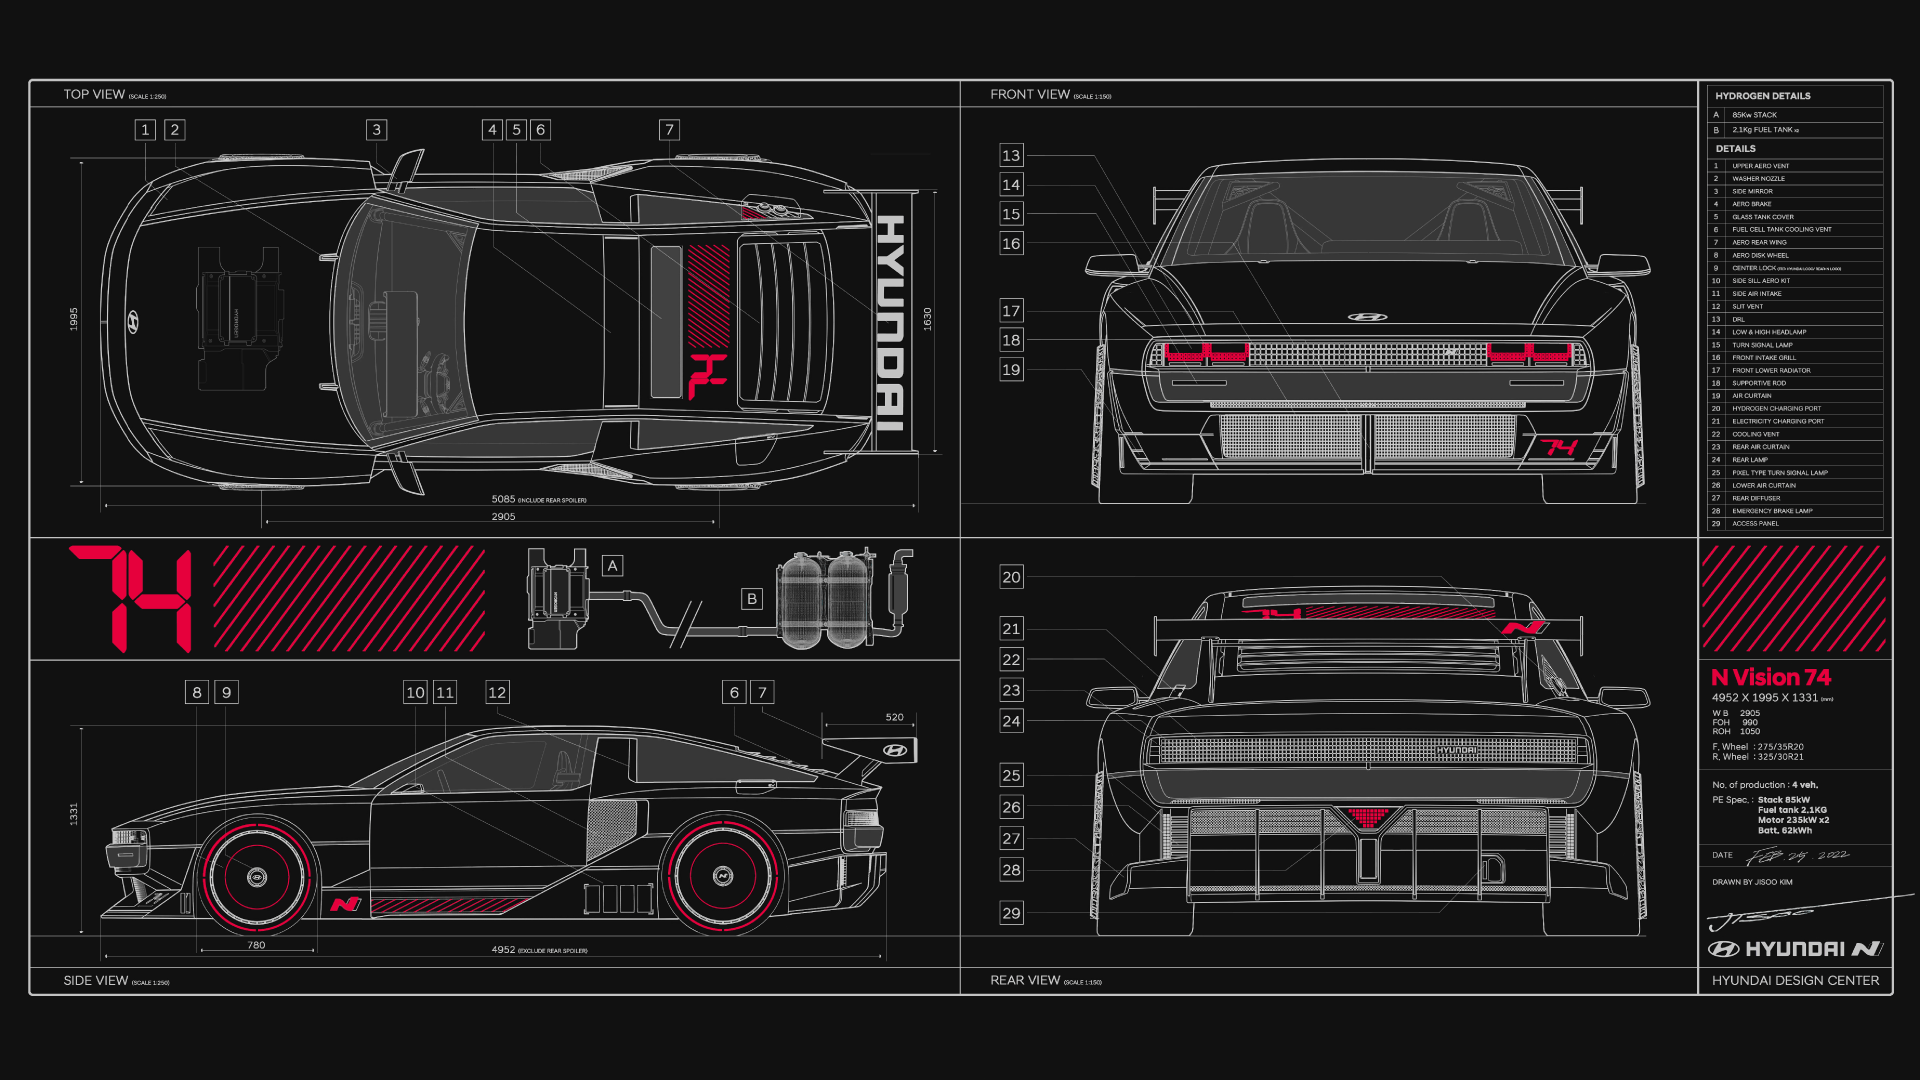 TOP VIEW (SCALE 1:250)
1 2 3 4 5 6 7
1995
HYUNDAI
1630
HYUNDAI
5085 (INCLUDE REAR SPOILER)
2905
74
74
A
B
8 9 10 11 12 6 7
520
1331
780
4952 (EXCLUDE REAR SPOILER)
SIDE VIEW (SCALE 1:250)
FRONT VIEW (SCALE 1:150)
13
14
15
16
17
18
19
74
20
21
22
23
24
25
26
27
28
29
74
N
HYUNDAI
REAR VIEW (SCALE 1:150)
HYDROGEN DETAILS
A 85Kw STACK
B 2.1Kg FUEL TANK x2
DETAILS
1 UPPER AERO VENT
2 WASHER NOZZLE
3 SIDE MIRROR
4 AERO BRAKE
5 GLASS TANK COVER
6 FUEL CELL TANK COOLING VENT
7 AERO REAR WING
8 AERO DISK WHEEL
9 CENTER LOCK
10 SIDE SILL AERO KIT
11 SIDE AIR INTAKE
12 SLIT VENT
13 DRL
14 LOW & HIGH HEADLAMP
15 TURN SIGNAL LAMP
16 FRONT INTAKE GRILL
17 FRONT LOWER RADIATOR
18 SUPPORTIVE ROD
19 AIR CURTAIN
20 HYDROGEN CHARGING PORT
21 ELECTRICITY CHARGING PORT
22 COOLING VENT
23 REAR AIR CURTAIN
24 REAR LAMP
25 PIXEL TYPE TURN SIGNAL LAMP
26 LOWER AIR CURTAIN
27 REAR DIFFUSER
28 EMERGENCY BRAKE LAMP
29 ACCESS PANEL
N Vision 74
4952 X 1995 X 1331 (mm)
W B 2905
FOH 990
ROH 1050
F, Wheel : 275/35R20
R, Wheel : 325/30R21
No. of production : 4 veh.
PE Spec. : Stack 85kW
Fuel tank 2.1KG
Motor 235kW x2
Batt. 62kWh
DATE FEB. 25. 2022
DRAWN BY JISOO KIM
JISOO
HYUNDAI N
HYUNDAI DESIGN CENTER